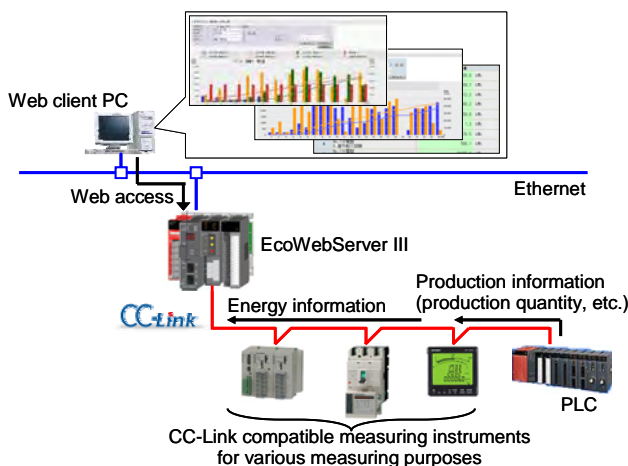 Web client PC
Ethernet
Web access
EcoWebServer III
Production information
(production quantity, etc.)
CC-Link
Energy information
PLC
CC-Link compatible measuring instruments
for various measuring purposes